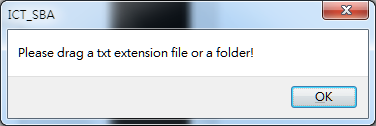 ICT_SBA
Please drag a txt extension file or a folder!
OK